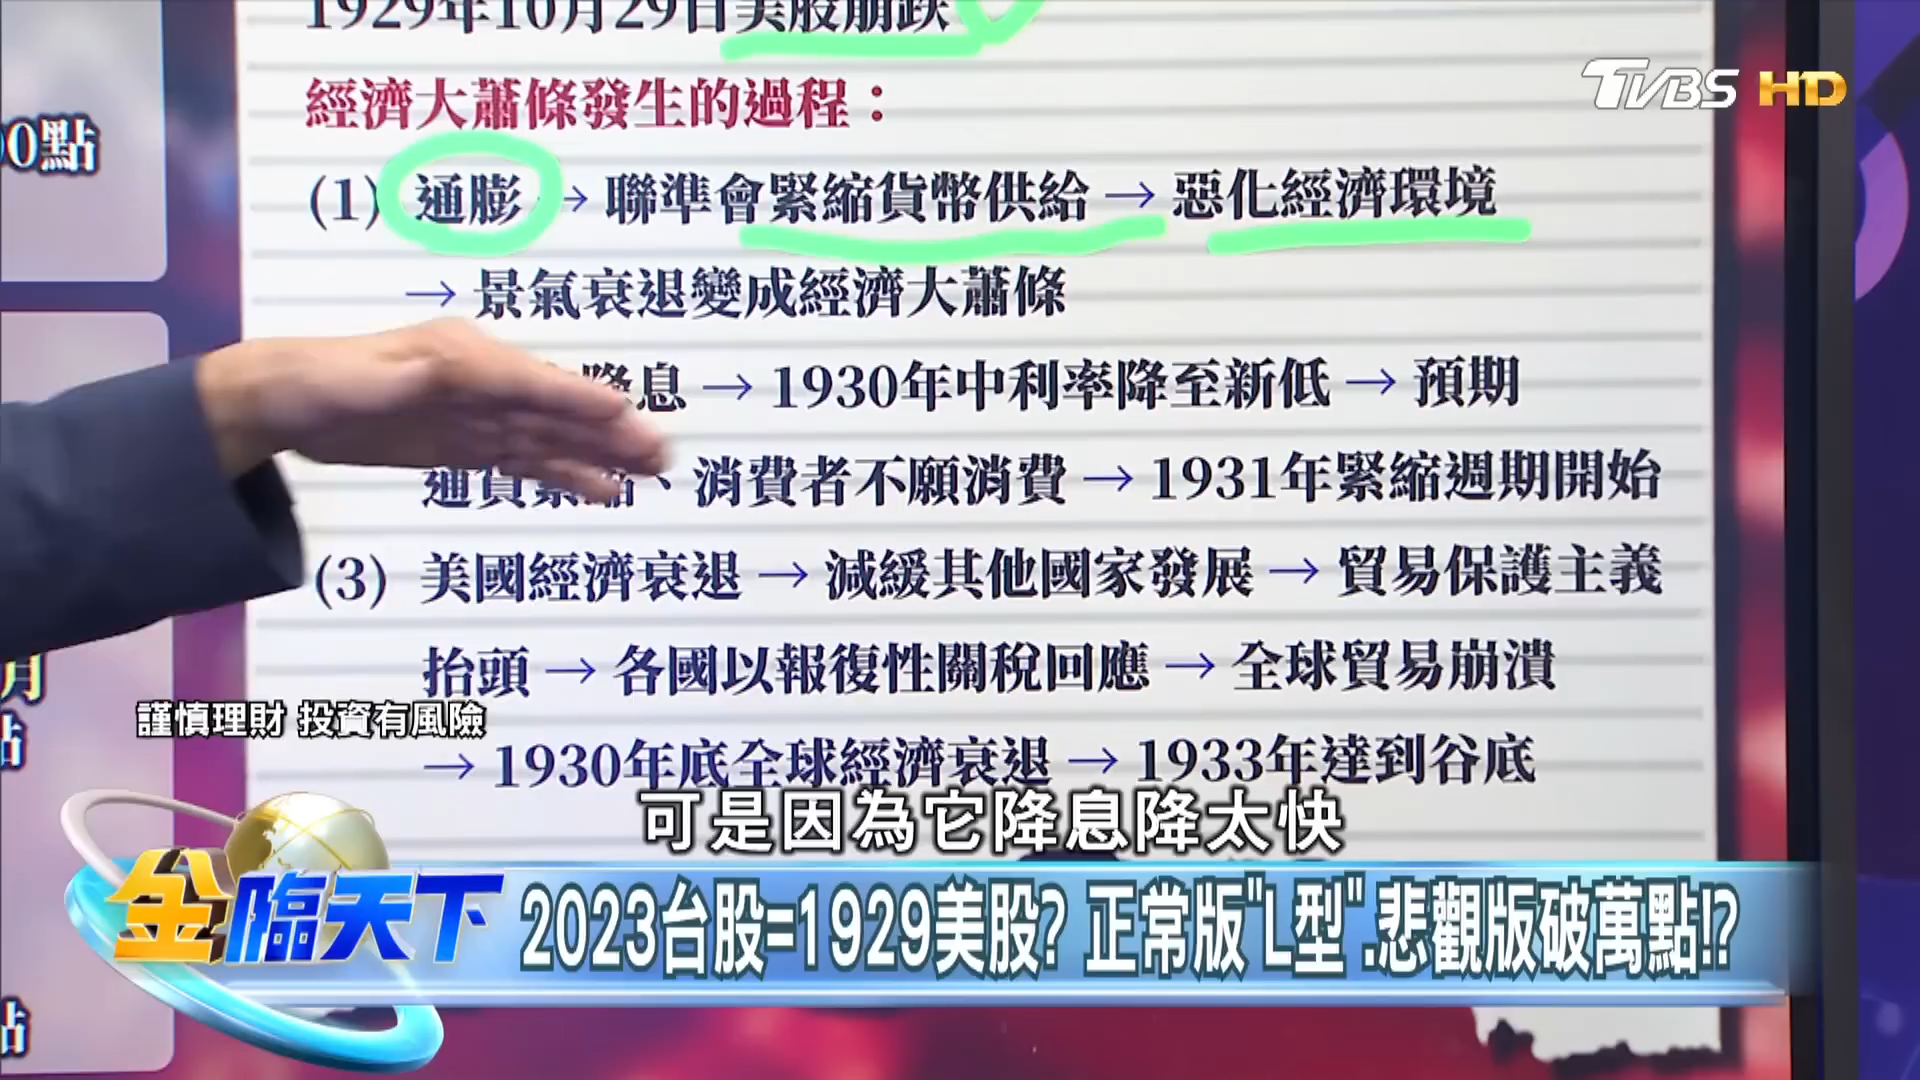 1929年10月29日美股崩跌
TVBS HD
經濟大蕭條發生的過程：
00點
(1) 通膨 → 聯準會緊縮貨幣供給 → 惡化經濟環境
→ 景氣衰退變成經濟大蕭條
降息 → 1930年中利率降至新低 → 預期
通貨緊縮、消費者不願消費 → 1931年緊縮週期開始
(3) 美國經濟衰退 → 減緩其他國家發展 → 貿易保護主義
抬頭 → 各國以報復性關稅回應 → 全球貿易崩潰
月
謹慎理財 投資有風險
點
→ 1930年底全球經濟衰退 → 1933年達到谷底
可是因為它降息降太快
金臨天下
2023台股=1929美股? 正常版"L型".悲觀版破萬點!?
點